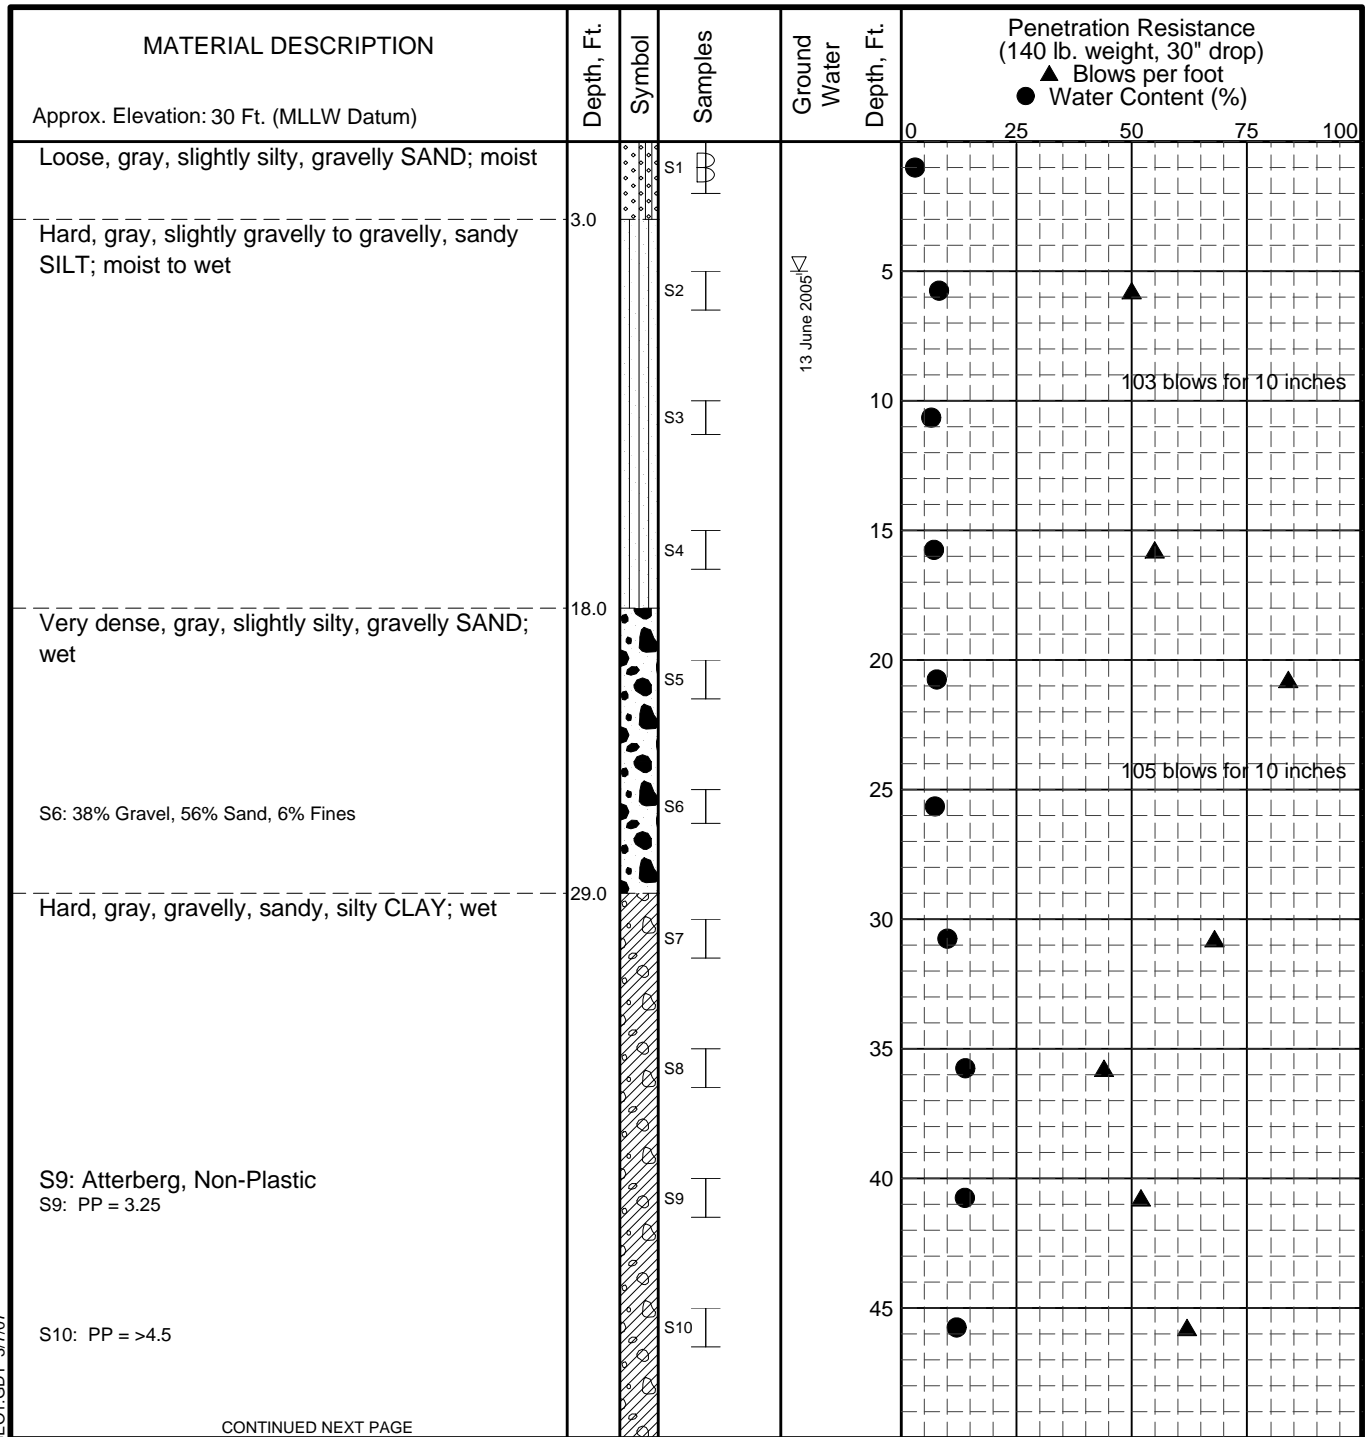 MATERIAL DESCRIPTION
Approx. Elevation: 30 Ft. (MLLW Datum)
Depth, Ft.
Symbol
Samples
Ground
Water
Depth, Ft.
Penetration Resistance
(140 lb. weight, 30" drop)
▲ Blows per foot
● Water Content (%)
0 25 50 75 100
Loose, gray, slightly silty, gravelly SAND; moist
S1
3.0
Hard, gray, slightly gravelly to gravelly, sandy
SILT; moist to wet
S2
13 June 2005
5
103 blows for 10 inches
S3
10
S4
15
18.0
Very dense, gray, slightly silty, gravelly SAND;
wet
S5
20
105 blows for 10 inches
S6: 38% Gravel, 56% Sand, 6% Fines
S6
25
29.0
Hard, gray, gravelly, sandy, silty CLAY; wet
S7
30
S8
35
S9: Atterberg, Non-Plastic
S9: PP = 3.25
S9
40
S10: PP = >4.5
S10
45
CONTINUED NEXT PAGE